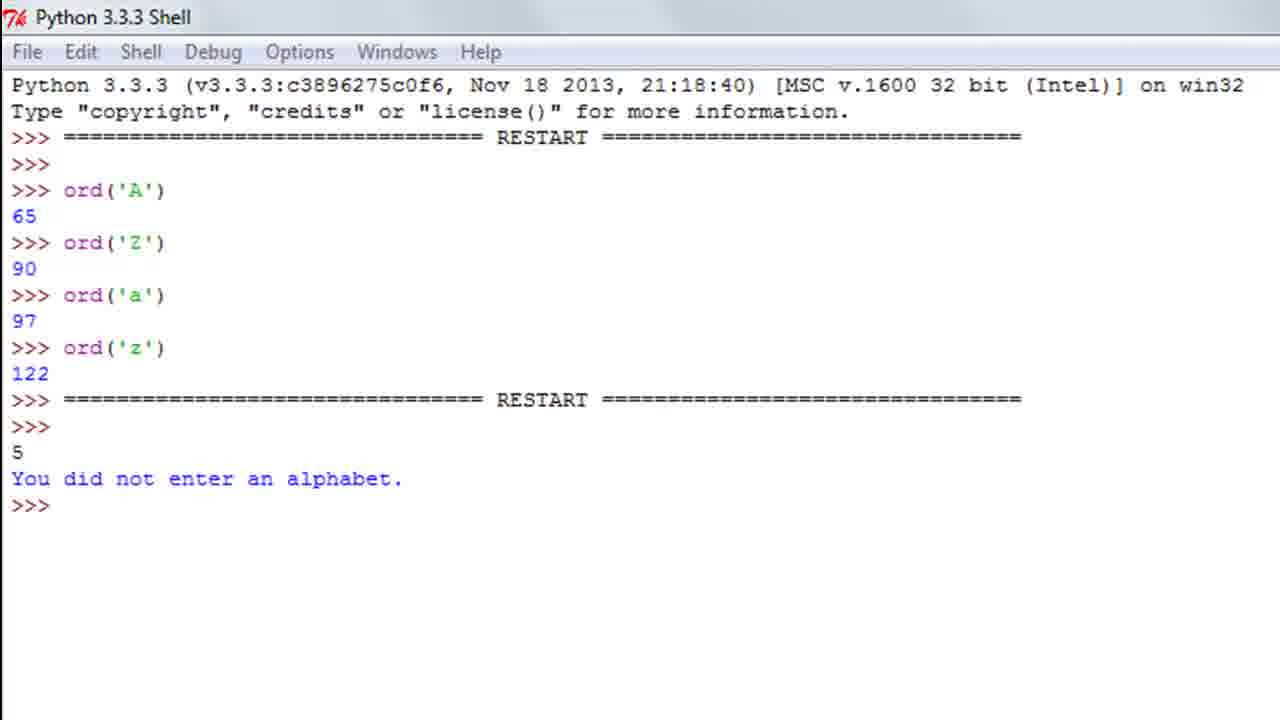 Python 3.3.3 Shell
File Edit Shell Debug Options Windows Help
Python 3.3.3 (v3.3.3:c3896275c0f6, Nov 18 2013, 21:18:40) [MSC v.1600 32 bit (Intel)] on win32
Type "copyright", "credits" or "license()" for more information.
>>> ================================ RESTART ================================
>>>
>>> ord('A')
65
>>> ord('Z')
90
>>> ord('a')
97
>>> ord('z')
122
>>> ================================ RESTART ================================
>>>
5
You did not enter an alphabet.
>>>